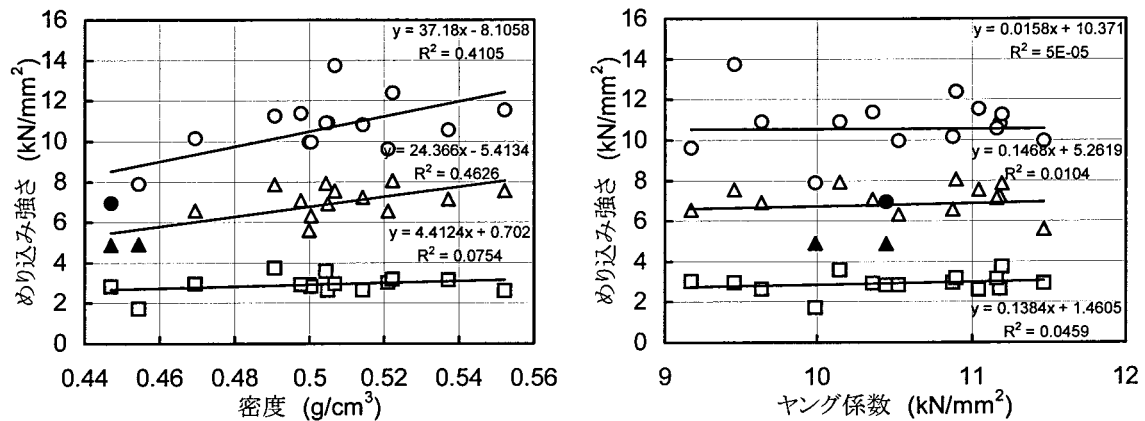 めり込み強さ (kN/mm²)
16
14
12
10
8
6
4
2
0
y = 37.18x - 8.1058
R² = 0.4105
y = 24.366x - 5.4134
R² = 0.4626
y = 4.4124x + 0.702
R² = 0.0754
0.44 0.46 0.48 0.5 0.52 0.54 0.56
密度 (g/cm³)
めり込み強さ (kN/mm²)
16
14
12
10
8
6
4
2
0
y = 0.0158x + 10.371
R² = 5E-05
y = 0.1468x + 5.2619
R² = 0.0104
y = 0.1384x + 1.4605
R² = 0.0459
9 10 11 12
ヤング係数 (kN/mm²)